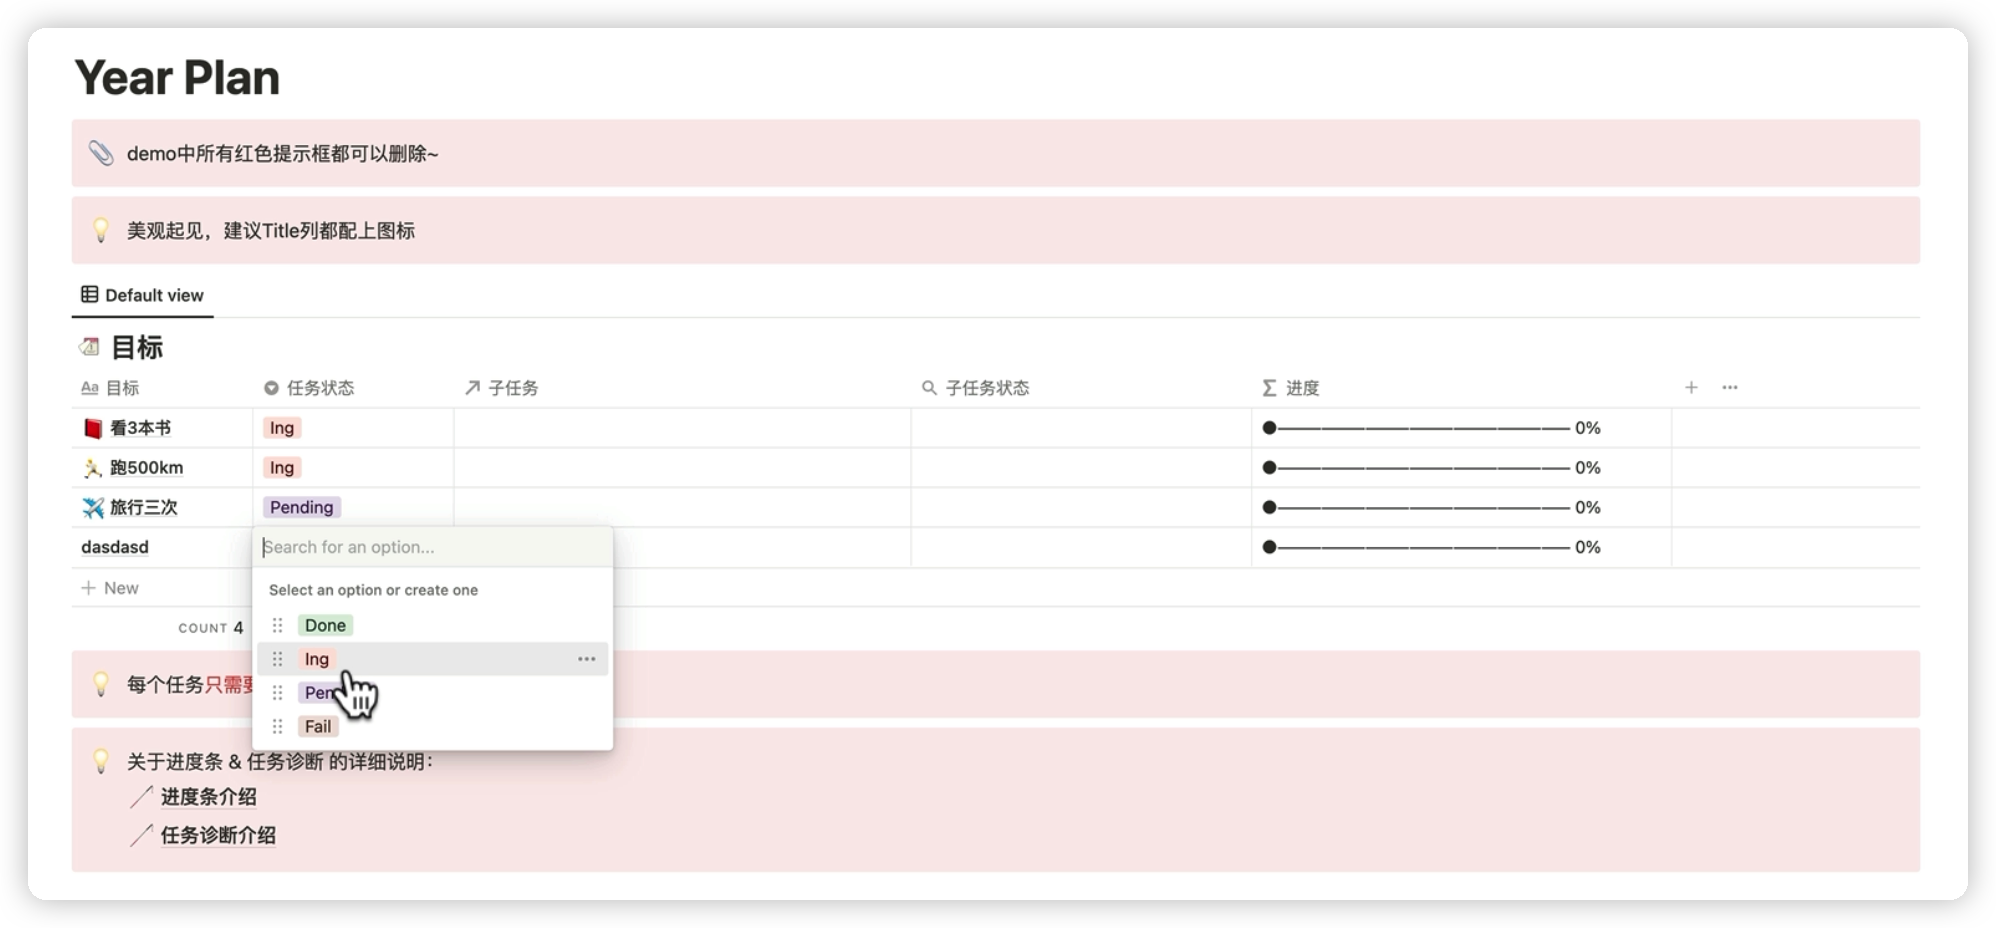 Year Plan
demo中所有红色提示框都可以删除~
美观起见，建议Title列都配上图标
Default view
目标
Aa 目标 任务状态 子任务 子任务状态 Σ 进度
看3本书 Ing 0%
跑500km Ing 0%
旅行三次 Pending 0%
dasdasd 0%
Search for an option...
+ New
Select an option or create one
Done
COUNT 4
Ing
Pen
Fail
每个任务只需要
关于进度条 & 任务诊断 的详细说明：
进度条介绍
任务诊断介绍